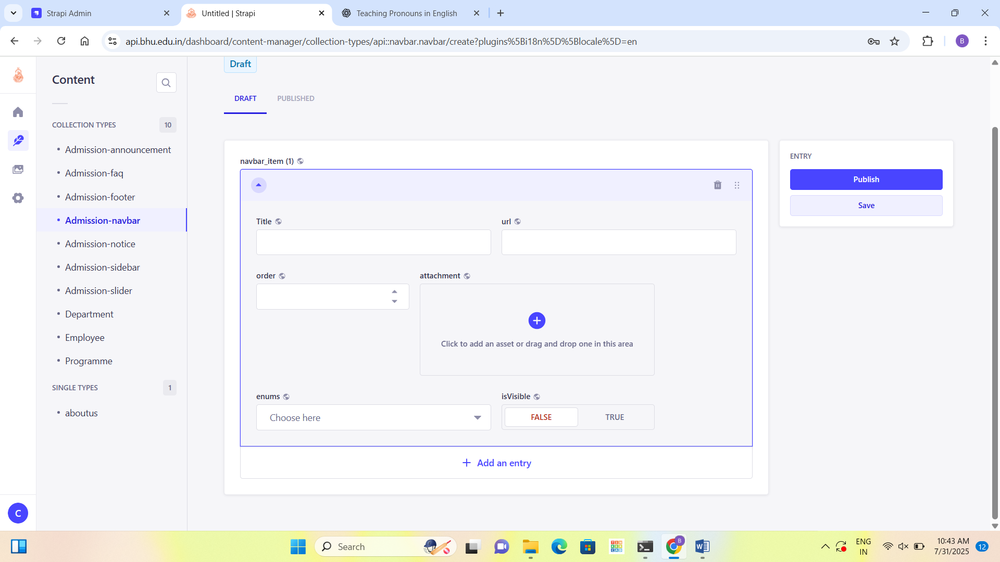 Strapi Admin
Untitled | Strapi
Teaching Pronouns in English
api.bhu.edu.in/dashboard/content-manager/collection-types/api::navbar.navbar/create?plugins%5Bi18n%5D%5Blocale%5D=en
B
Content
COLLECTION TYPES 10
Admission-announcement
Admission-faq
Admission-footer
Admission-navbar
Admission-notice
Admission-sidebar
Admission-slider
Department
Employee
Programme
SINGLE TYPES 1
aboutus
C
Draft
DRAFT PUBLISHED
navbar_item (1)
Title url
order attachment
Click to add an asset or drag and drop one in this area
enums isVisible
Choose here FALSE TRUE
Add an entry
ENTRY
Publish
Save
Search
TIN
KER
CAD
B
ENG
IN
10:43 AM
7/31/2025
12